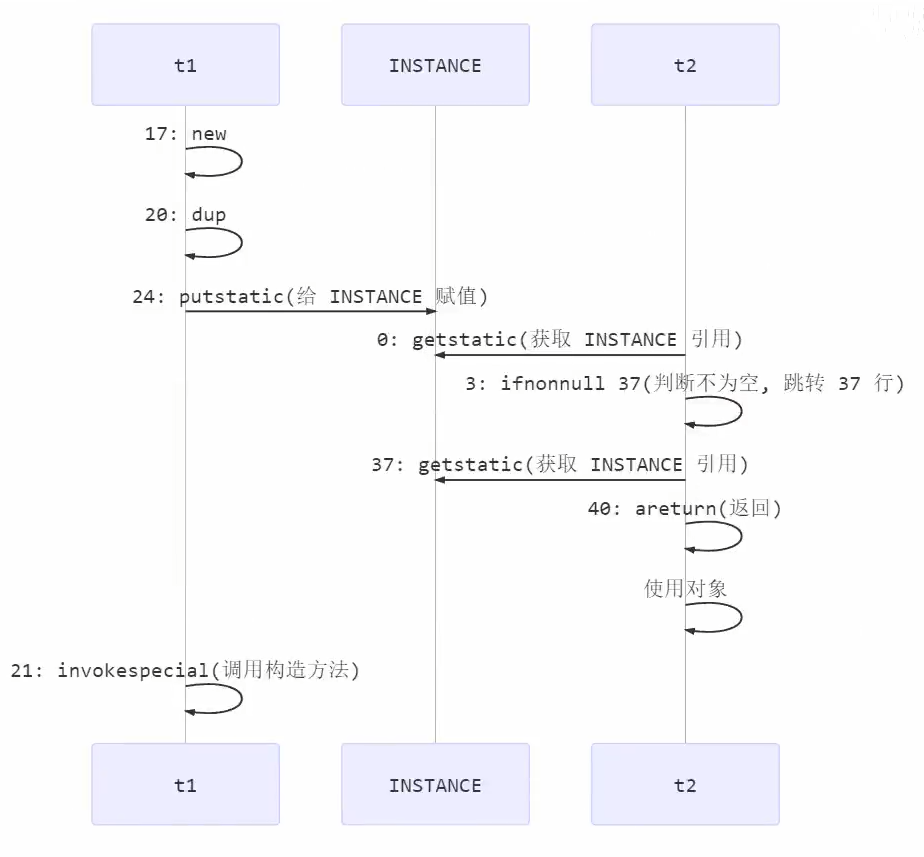 t1
INSTANCE
t2
17: new
20: dup
24: putstatic(给 INSTANCE 赋值)
0: getstatic(获取 INSTANCE 引用)
3: ifnonnull 37(判断不为空, 跳转 37 行)
37: getstatic(获取 INSTANCE 引用)
40: areturn(返回)
使用对象
21: invokespecial(调用构造方法)
t1
INSTANCE
t2